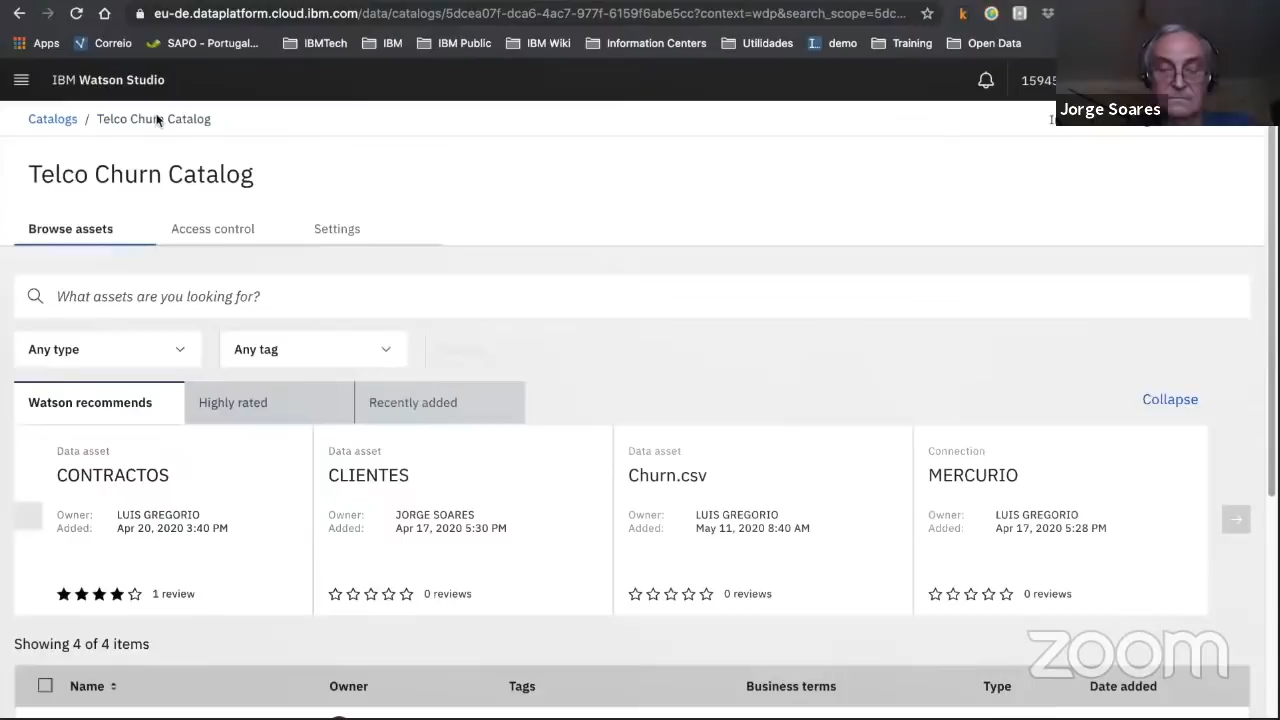 eu-de.dataplatform.cloud.ibm.com/data/catalogs/5dcea07f-dca6-4ac7-977f-6159f6abe5cc?context=wdp&search_scope=5dc...
Apps Correio SAPO - Portugal... IBMTech IBM IBM Public IBM Wiki Information Centers Utilidades demo Training Open Data
IBM Watson Studio
15945
Jorge Soares
Catalogs / Telco Churn Catalog
Telco Churn Catalog
Browse assets Access control Settings
What assets are you looking for?
Any type Any tag
Watson recommends Highly rated Recently added Collapse
Data asset Data asset Data asset Connection
CONTRACTOS CLIENTES Churn.csv MERCURIO
Owner: LUIS GREGORIO Owner: JORGE SOARES Owner: LUIS GREGORIO Owner: LUIS GREGORIO
Added: Apr 20, 2020 3:40 PM Added: Apr 17, 2020 5:30 PM Added: May 11, 2020 8:40 AM Added: Apr 17, 2020 5:28 PM
1 review 0 reviews 0 reviews 0 reviews
Showing 4 of 4 items
zoom
Name Owner Tags Business terms Type Date added